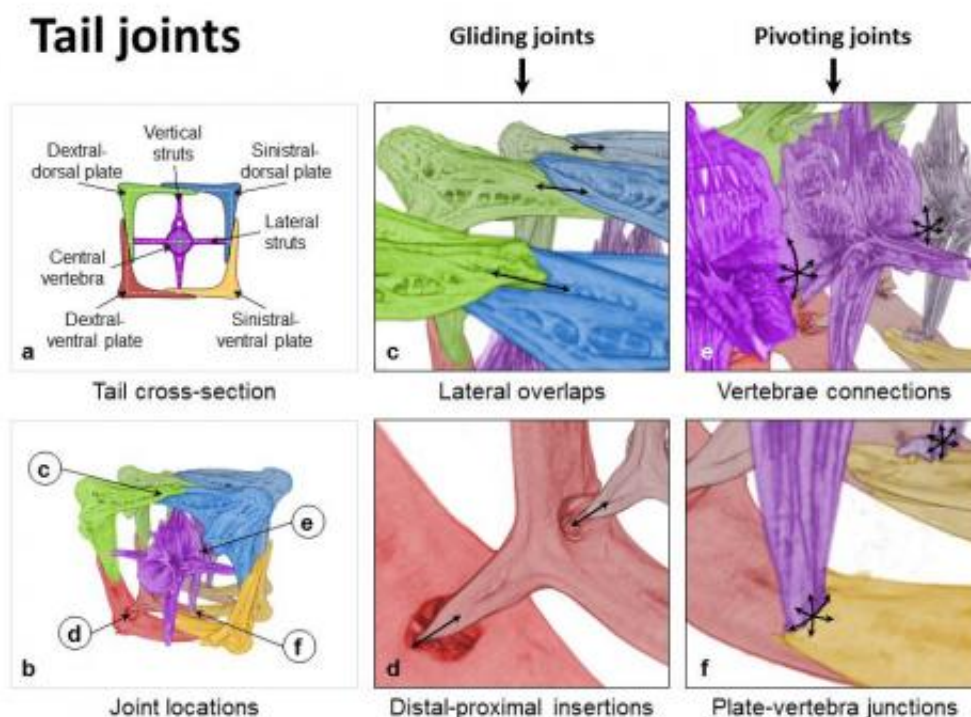 Tail joints
Gliding joints
Pivoting joints
Dextral-
dorsal plate
Vertical
struts
Sinistral-
dorsal plate
Lateral
struts
Central
vertebra
Dextral-
ventral plate
Sinistral-
ventral plate
a
c
e
Tail cross-section
Lateral overlaps
Vertebrae connections
c
e
d
f
b
d
f
Joint locations
Distal-proximal insertions
Plate-vertebra junctions